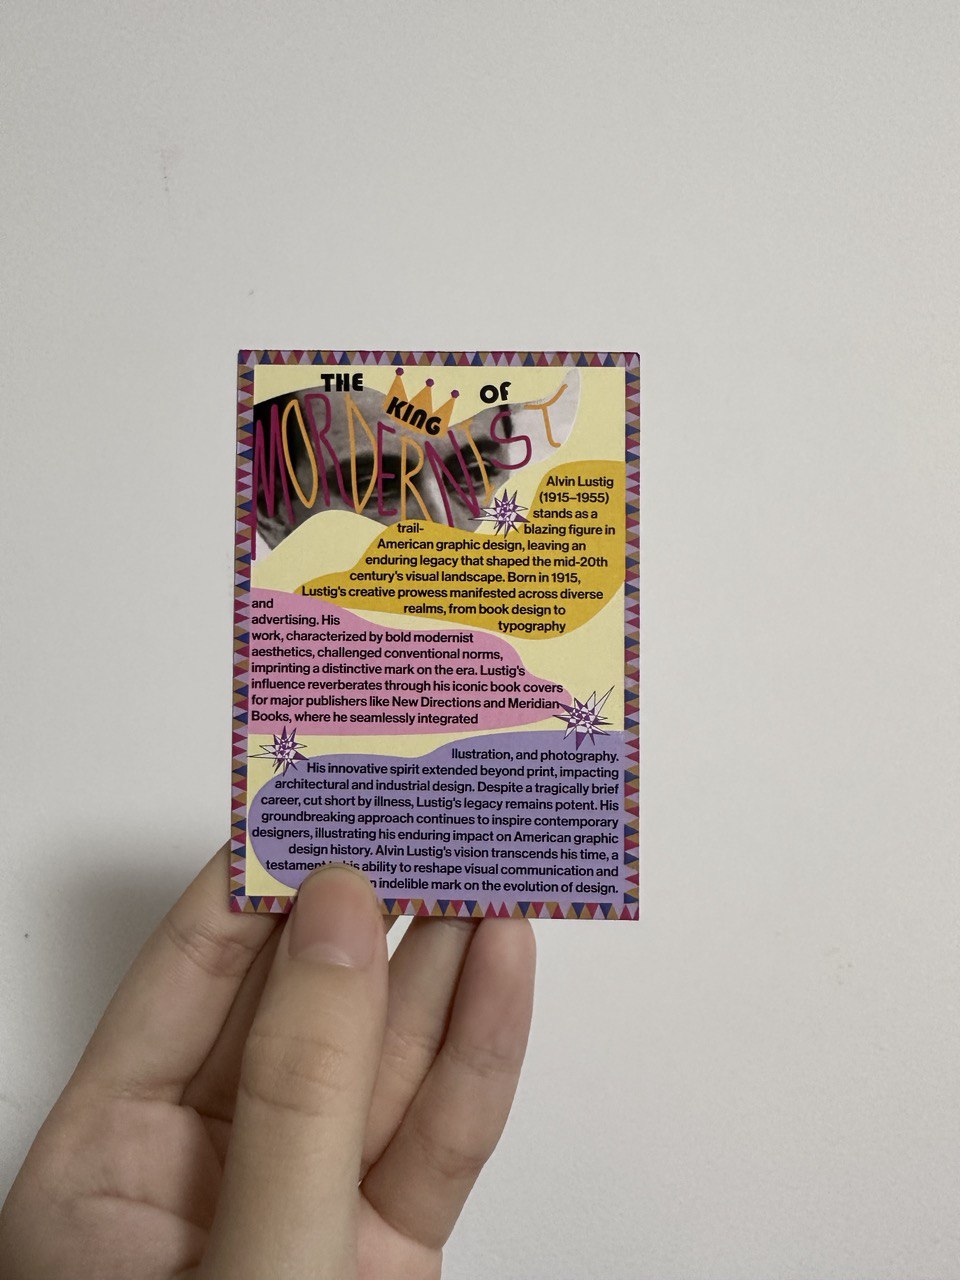 THE KING OF
MORDERNIST
Alvin Lustig
(1915–1955)
stands as a
trail- blazing figure in
American graphic design, leaving an
enduring legacy that shaped the mid-20th
century's visual landscape. Born in 1915,
Lustig's creative prowess manifested across diverse
realms, from book design to
typography
and
advertising. His
work, characterized by bold modernist
aesthetics, challenged conventional norms,
imprinting a distinctive mark on the era. Lustig's
influence reverberates through his iconic book covers
for major publishers like New Directions and Meridian
Books, where he seamlessly integrated
llustration, and photography.
His innovative spirit extended beyond print, impacting
architectural and industrial design. Despite a tragically brief
career, cut short by illness, Lustig's legacy remains potent. His
groundbreaking approach continues to inspire contemporary
designers, illustrating his enduring impact on American graphic
design history. Alvin Lustig's vision transcends his time, a
testament his ability to reshape visual communication and
indelible mark on the evolution of design.